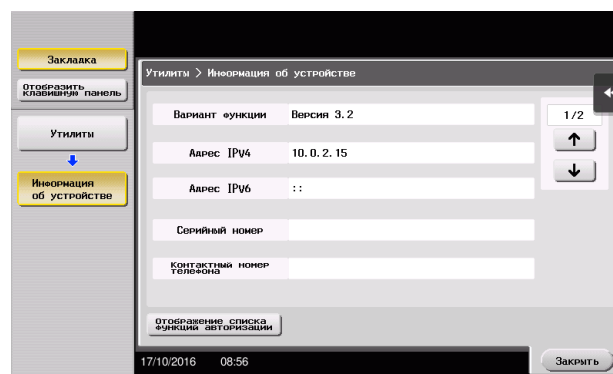 Закладка
Отобразить
клавишную панель
Утилиты
Информация
об устройстве
Утилиты > Информация об устройстве
Вариант функции Версия 3.2
1/2
Адрес IPv4 10.0.2.15
Адрес IPv6 ::
Серийный номер
Контактный номер
телефона
Отображение списка
функций авторизации
17/10/2016 08:56
Закрыть